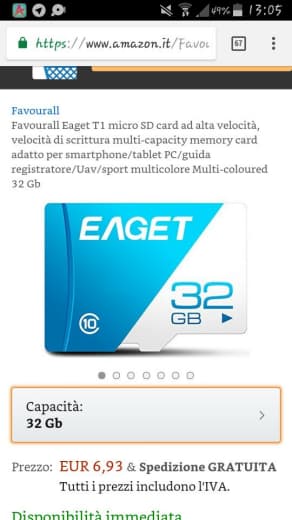 49% 13:05
https://www.amazon.it/Favou
67
Favourall
Favourall Eaget T1 micro SD card ad alta velocità,
velocità di scrittura multi-capacity memory card
adatto per smartphone/tablet PC/guida
registratore/Uav/sport multicolore Multi-coloured
32 Gb
EAGET
32
GB
10
Capacità:
32 Gb
Prezzo: EUR 6,93 & Spedizione GRATUITA
Tutti i prezzi includono l'IVA.
Disponibilità immediata